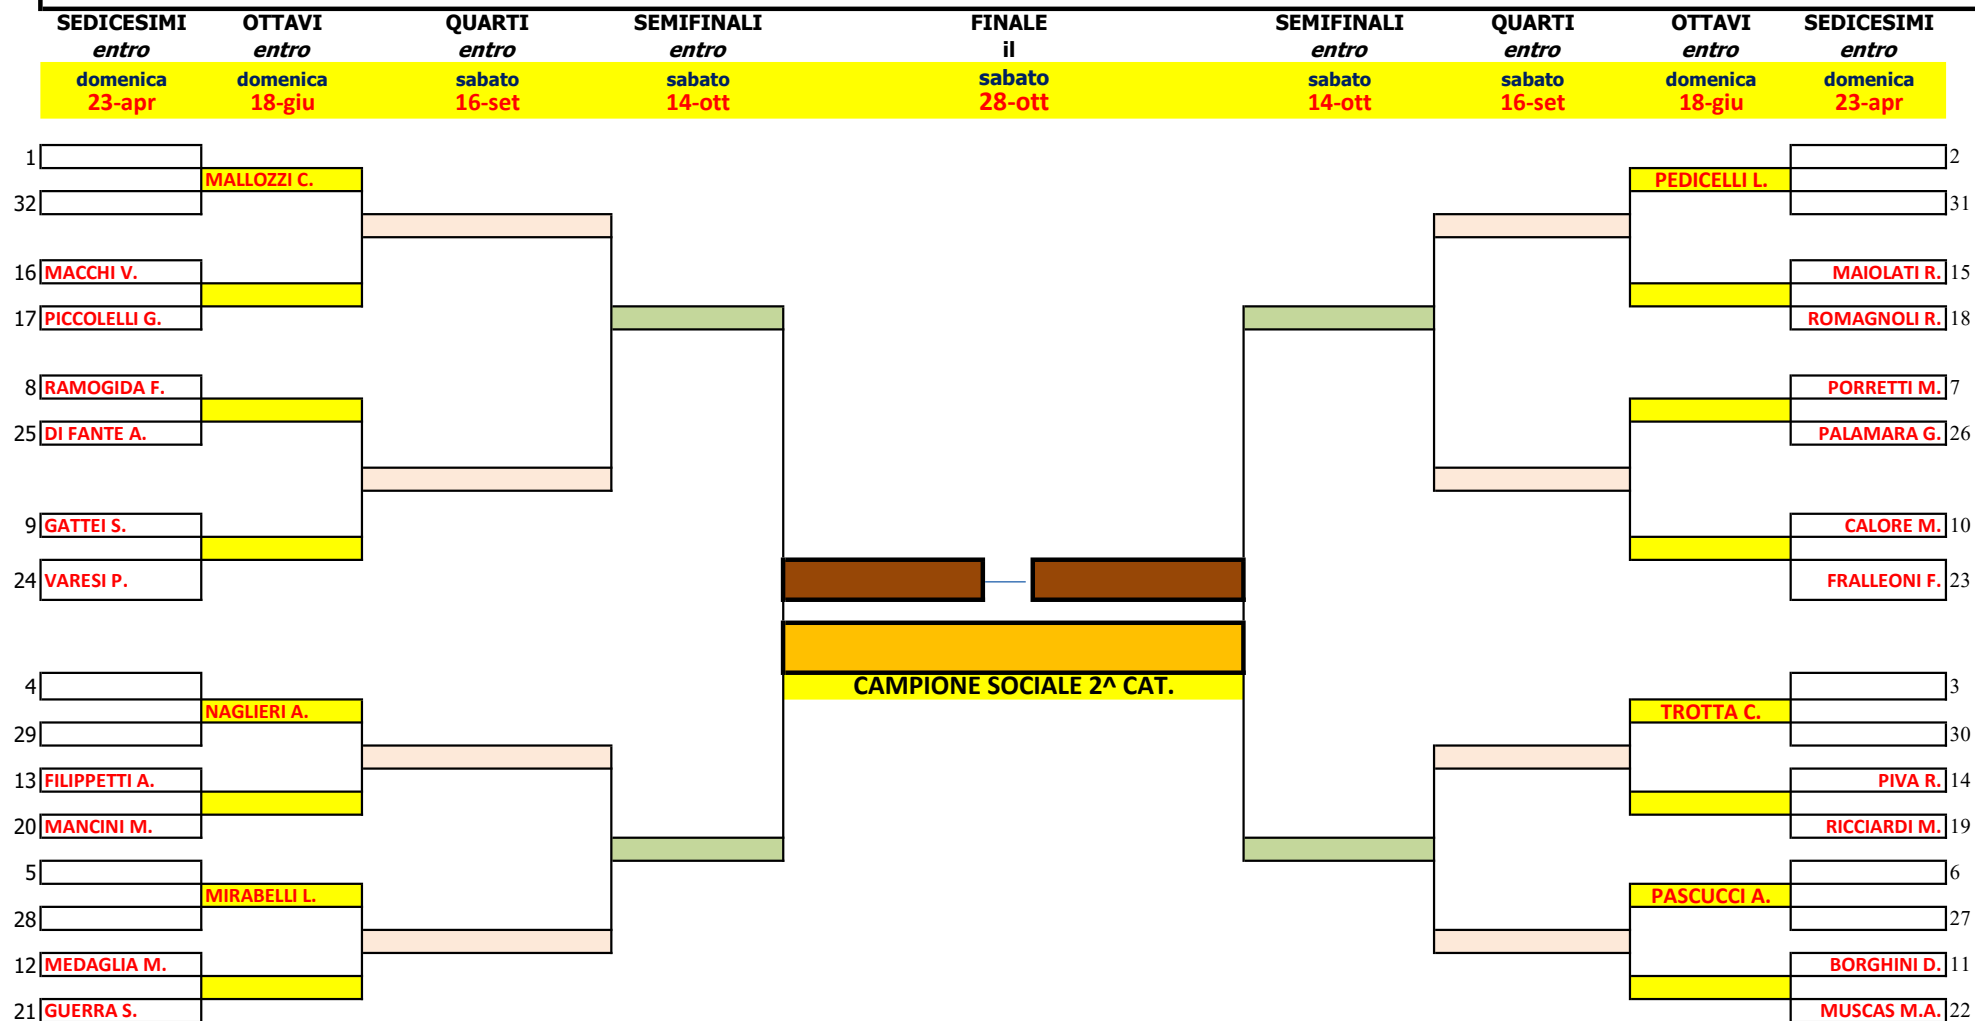 SEDICESIMI OTTAVI QUARTI SEMIFINALI FINALE SEMIFINALI QUARTI OTTAVI SEDICESIMI
entro entro entro entro il entro entro entro entro
domenica domenica sabato sabato sabato sabato sabato domenica domenica
23-apr 18-giu 16-set 14-ott 28-ott 14-ott 16-set 18-giu 23-apr
1 2
MALLOZZI C. PEDICELLI L.
32 31
16 MACCHI V. MAIOLATI R. 15
17 PICCOLELLI G. ROMAGNOLI R. 18
8 RAMOGIDA F. PORRETTI M. 7
25 DI FANTE A. PALAMARA G. 26
9 GATTEI S. CALORE M. 10
24 VARESI P. FRALLEONI F. 23
4 CAMPIONE SOCIALE 2^ CAT. 3
NAGLIERI A. TROTTA C.
29 30
13 FILIPPETTI A. PIVA R. 14
20 MANCINI M. RICCIARDI M. 19
5 6
MIRABELLI L. PASCUCCI A.
28 27
12 MEDAGLIA M. BORGHINI D. 11
21 GUERRA S. MUSCAS M.A. 22